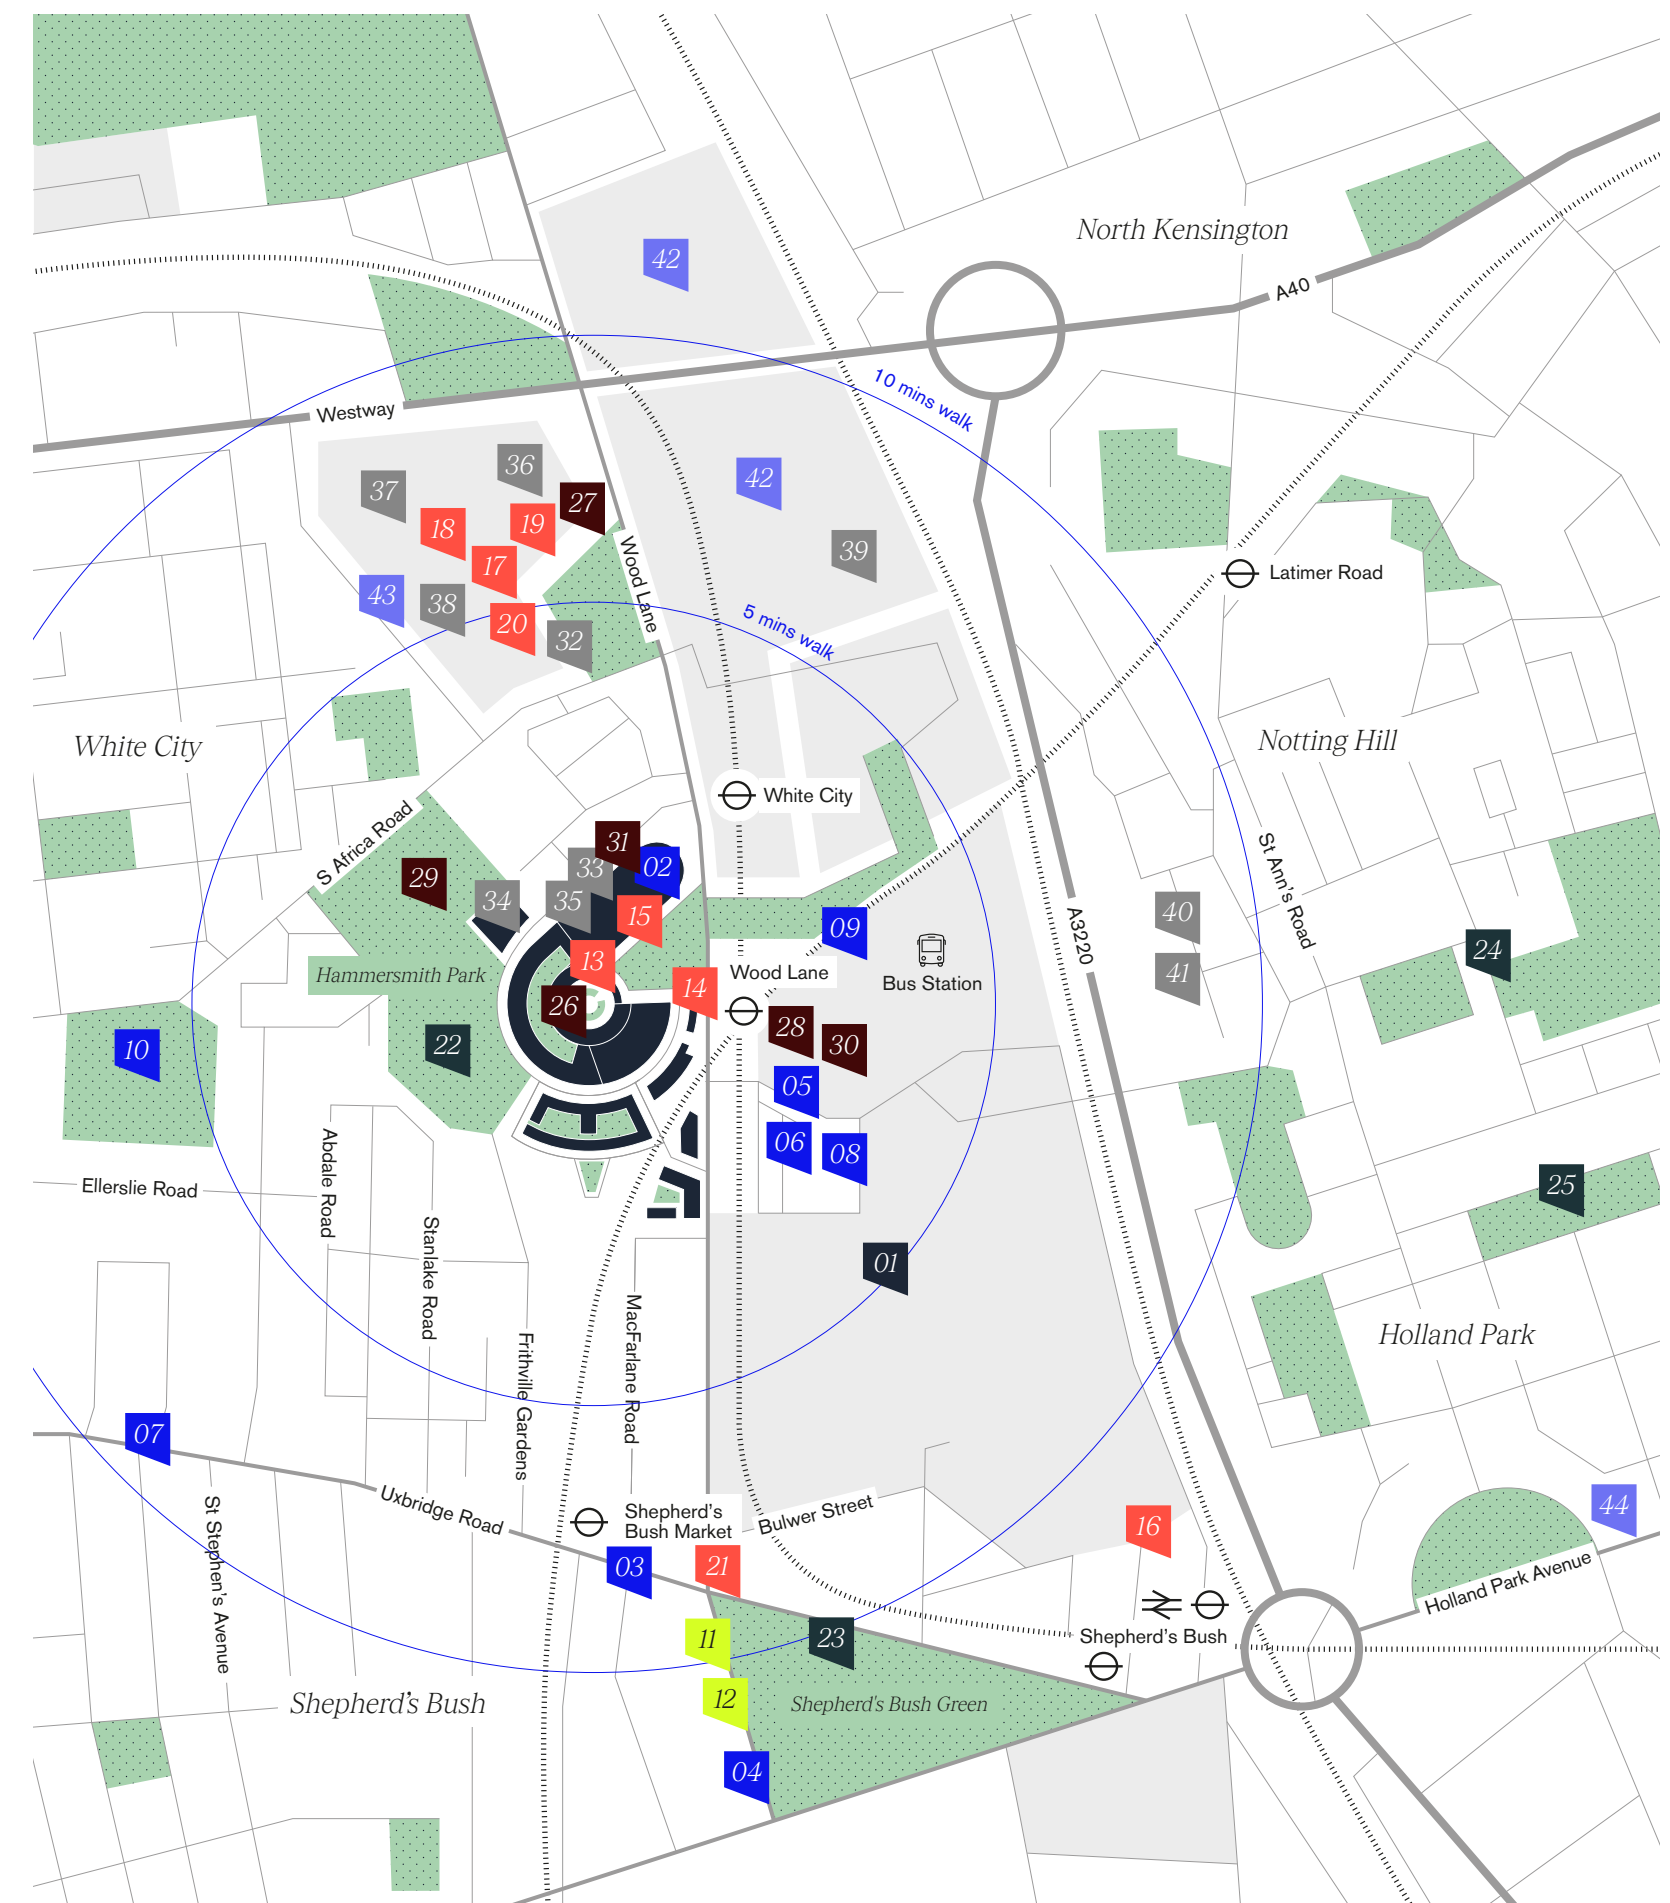 42
North Kensington
A40
10 mins walk
Westway
36
37
27
42
18
19
39
17
Wood Lane
Latimer Road
43
38
20
32
5 mins walk
White City
Notting Hill
White City
S Africa Road
31
33
02
29
34
35
15
St Ann's Road
A3220
40
09
24
13
Hammersmith Park
Wood Lane
Bus Station
41
14
26
28
30
10
22
05
06
08
Abdale Road
Ellerslie Road
25
Stanlake Road
01
MacFarlane Road
Frithville Gardens
Holland Park
07
Uxbridge Road
St Stephen's Avenue
Shepherd's
Bush Market
Bulwer Street
16
44
03
21
Holland Park Avenue
11
23
Shepherd's Bush
12
Shepherd's Bush
Shepherd's Bush Green
04